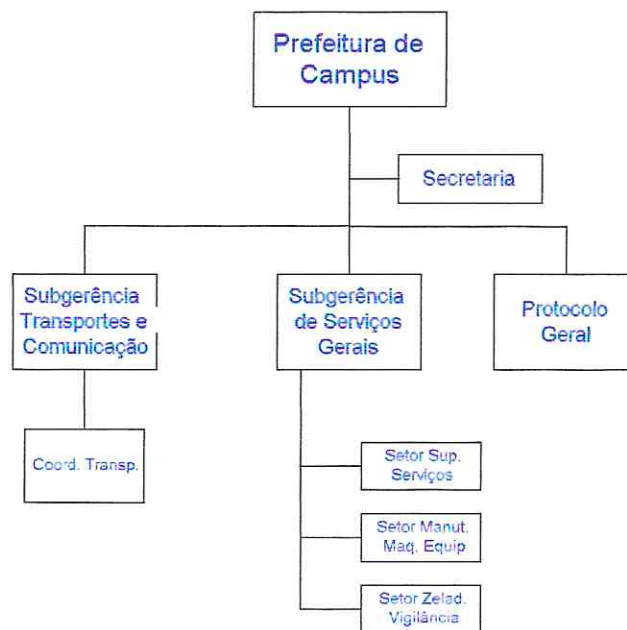 Prefeitura de
Campus
Secretaria
Subgerência
Transportes e
Comunicação
Subgerência
de Serviços
Gerais
Protocolo
Geral
Coord. Transp.
Setor Sup.
Serviços
Setor Manut.
Maq. Equip
Setor Zelad.
Vigilância